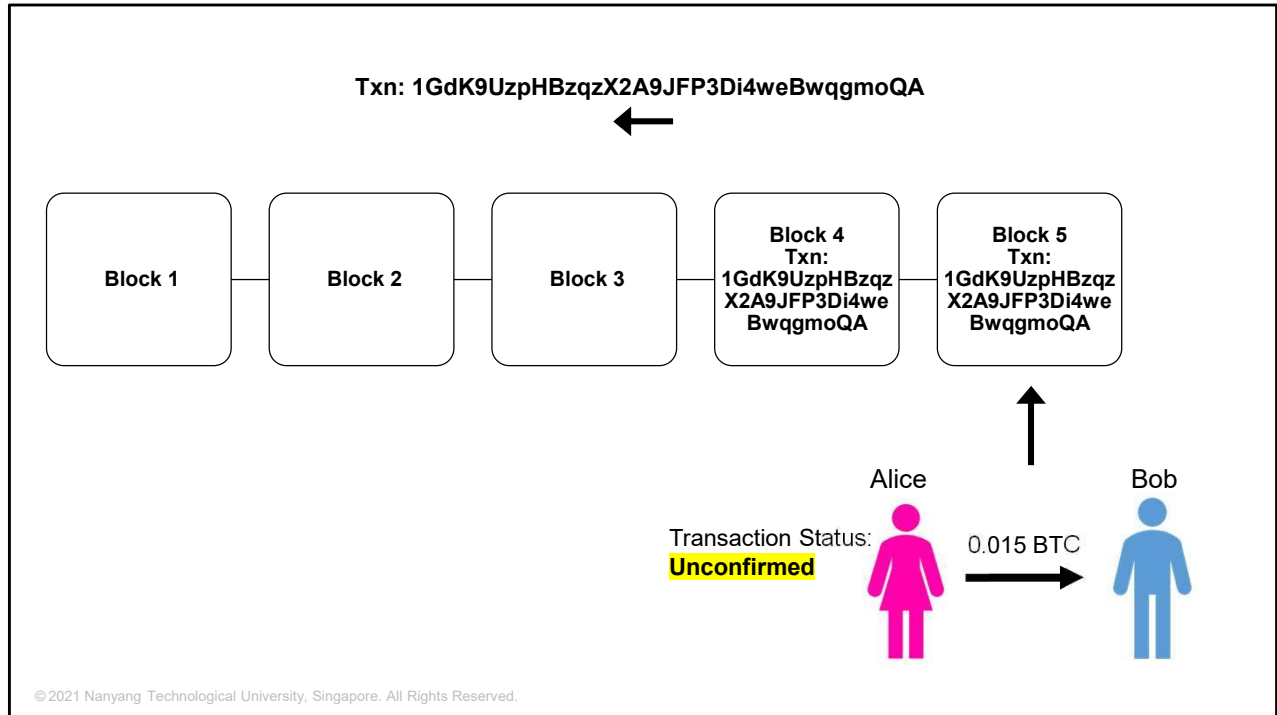 Txn: 1GdK9UzpHBzqzX2A9JFP3Di4weBwqgmoQA
Block 1
Block 2
Block 3
Block 4
Txn:
1GdK9UzpHBzqz
X2A9JFP3Di4we
BwqgmoQA
Block 5
Txn:
1GdK9UzpHBzqz
X2A9JFP3Di4we
BwqgmoQA
Alice
Bob
Transaction Status:
Unconfirmed
0.015 BTC
©2021 Nanyang Technological University, Singapore. All Rights Reserved.